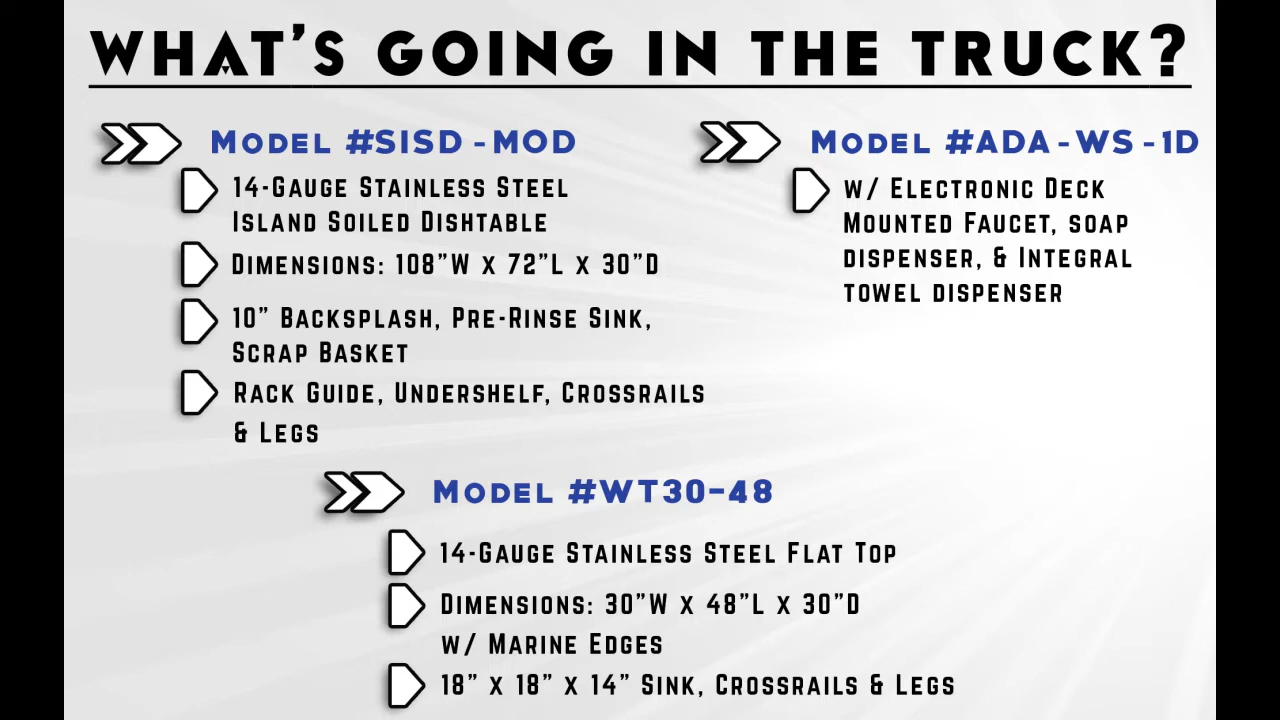 WHAT'S GOING IN THE TRUCK?
MODEL #SISD-MOD
14-GAUGE STAINLESS STEEL
ISLAND SOILED DISHTABLE
DIMENSIONS: 108"W X 72"L X 30"D
10" BACKSPLASH, PRE-RINSE SINK,
SCRAP BASKET
RACK GUIDE, UNDERSHELF, CROSSRAILS
& LEGS
MODEL #ADA-WS-1D
W/ ELECTRONIC DECK
MOUNTED FAUCET, SOAP
DISPENSER, & INTEGRAL
TOWEL DISPENSER
MODEL #WT30-48
14-GAUGE STAINLESS STEEL FLAT TOP
DIMENSIONS: 30"W X 48"L X 30"D
W/ MARINE EDGES
18" X 18" X 14" SINK, CROSSRAILS & LEGS